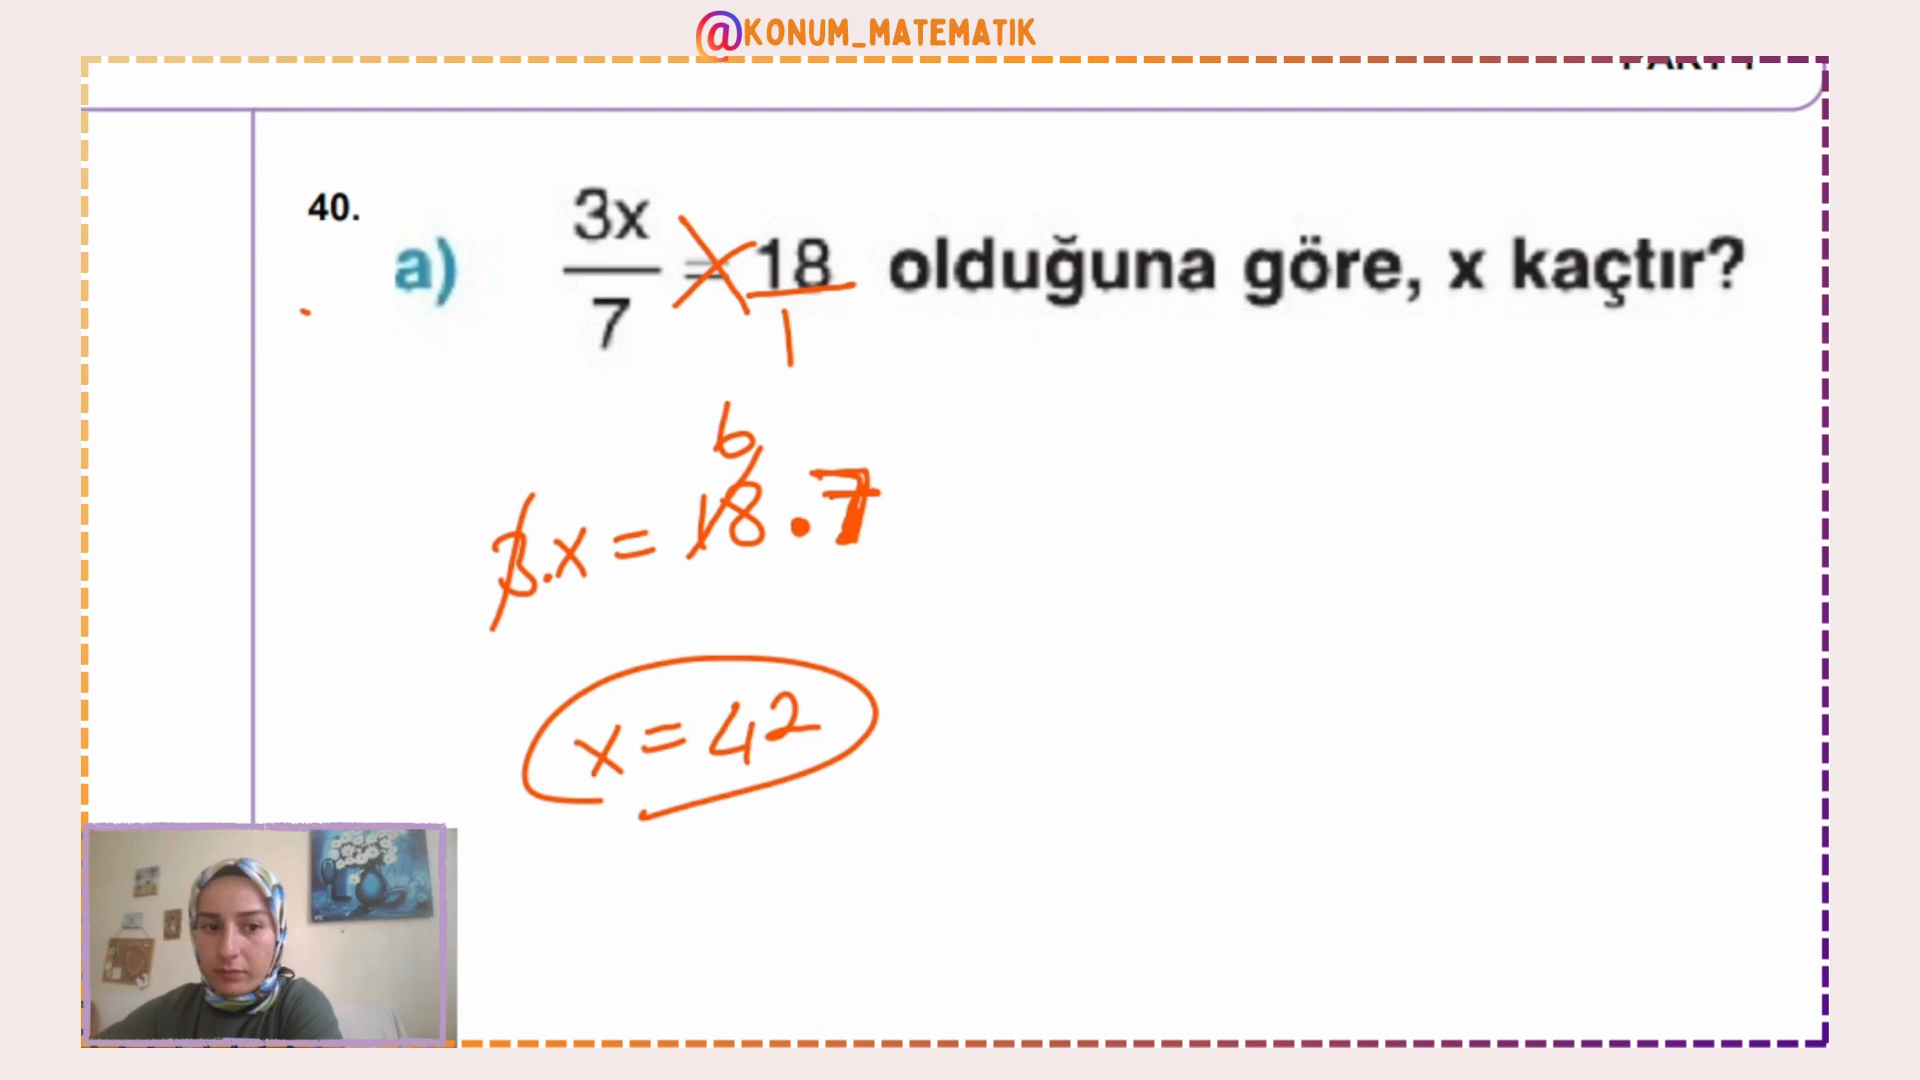 @KONUM_MATEMATIK
40.
a) 3x/7 = 18/1 olduğuna göre, x kaçtır?
6
3.x = 18.7
x = 42